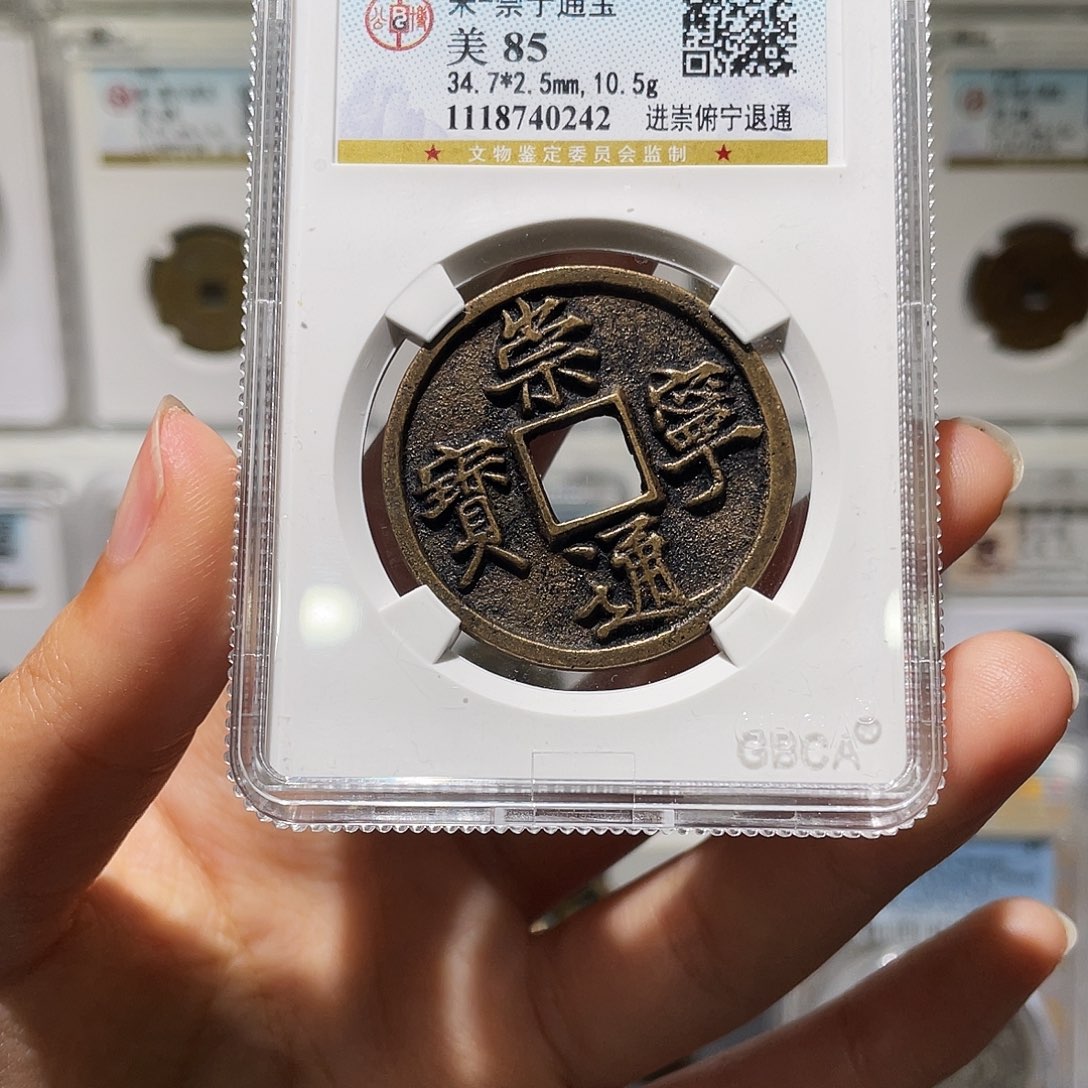 宋-崇宁通宝
美 85
34.7*2.5mm,10.5g
1118740242 进崇俯宁退通
★ 文物鉴定委员会监制 ★
崇寧通寶
GBCA